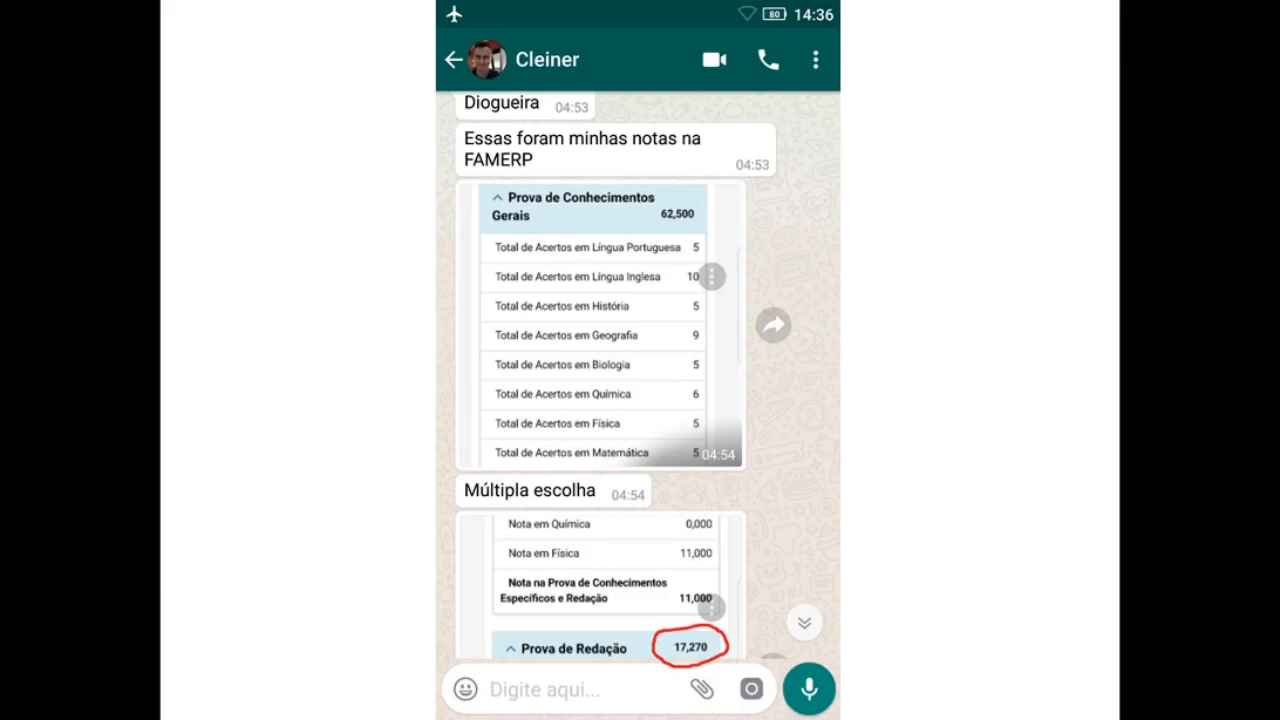 80 14:36
Cleiner
Diogueira 04:53
Essas foram minhas notas na
FAMERP 04:53
Prova de Conhecimentos
Gerais 62,500
Total de Acertos em Língua Portuguesa 5
Total de Acertos em Língua Inglesa 10
Total de Acertos em História 5
Total de Acertos em Geografia 9
Total de Acertos em Biologia 5
Total de Acertos em Química 6
Total de Acertos em Física 5
Total de Acertos em Matemática 5
04:54
Múltipla escolha 04:54
Nota em Química 0,000
Nota em Física 11,000
Nota na Prova de Conhecimentos
Específicos e Redação 11,000
Prova de Redação 17,270
Digite aqui...